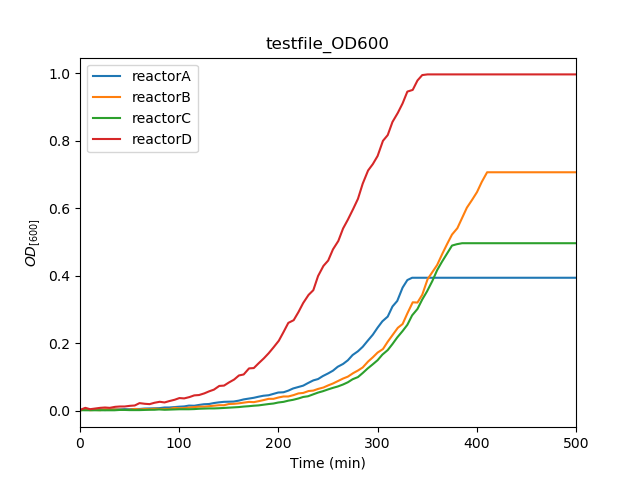 testfile_OD600
reactorA
reactorB
reactorC
reactorD
1.0
0.8
0.6
0.4
0.2
0.0
OD[600]
0 100 200 300 400 500
Time (min)